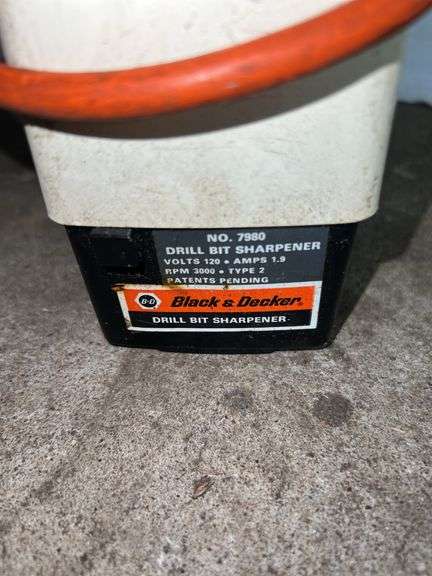 NO. 7980
DRILL BIT SHARPENER
VOLTS 120 • AMPS 1.9
RPM 3000 • TYPE 2
PATENTS PENDING
B·D Black & Decker®
DRILL BIT SHARPENER